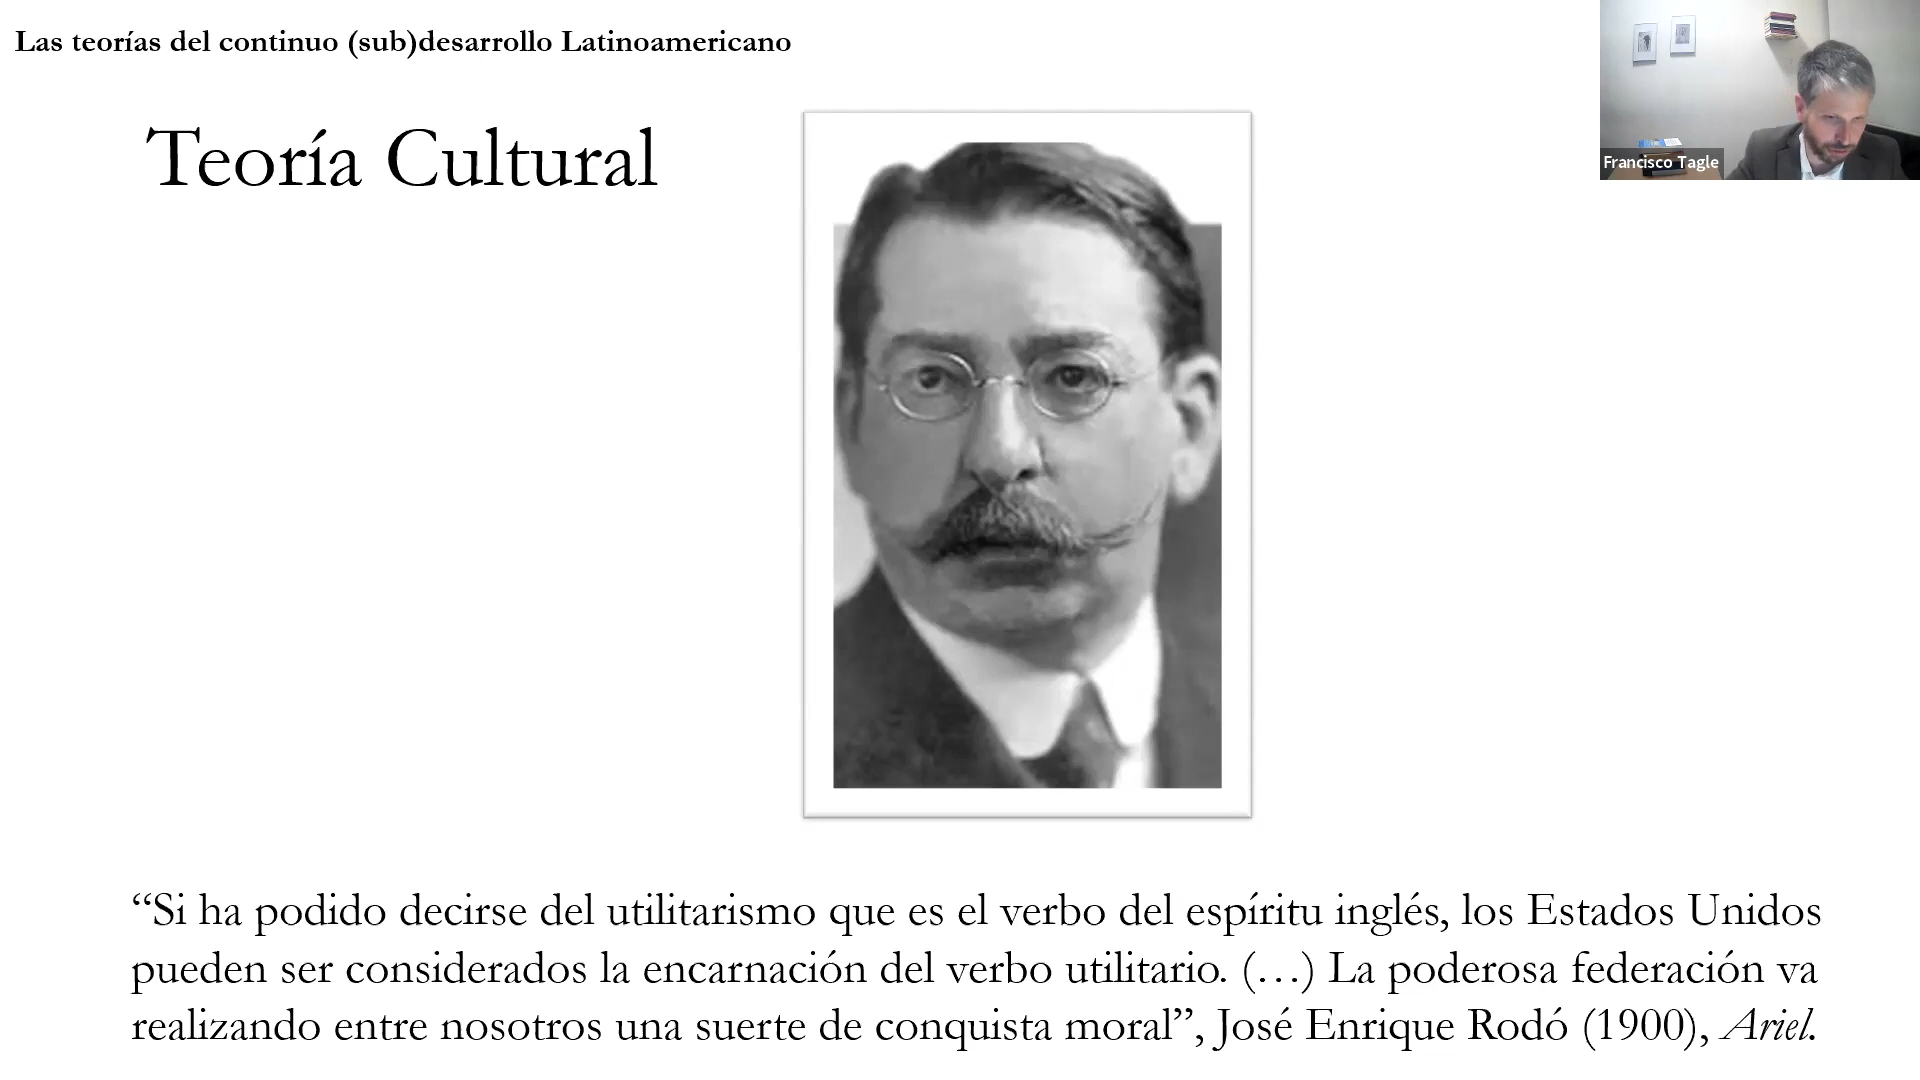 Las teorías del continuo (sub)desarrollo Latinoamericano
Teoría Cultural
Francisco Tagle
“Si ha podido decirse del utilitarismo que es el verbo del espíritu inglés, los Estados Unidos
pueden ser considerados la encarnación del verbo utilitario. (…) La poderosa federación va
realizando entre nosotros una suerte de conquista moral”, José Enrique Rodó (1900), Ariel.